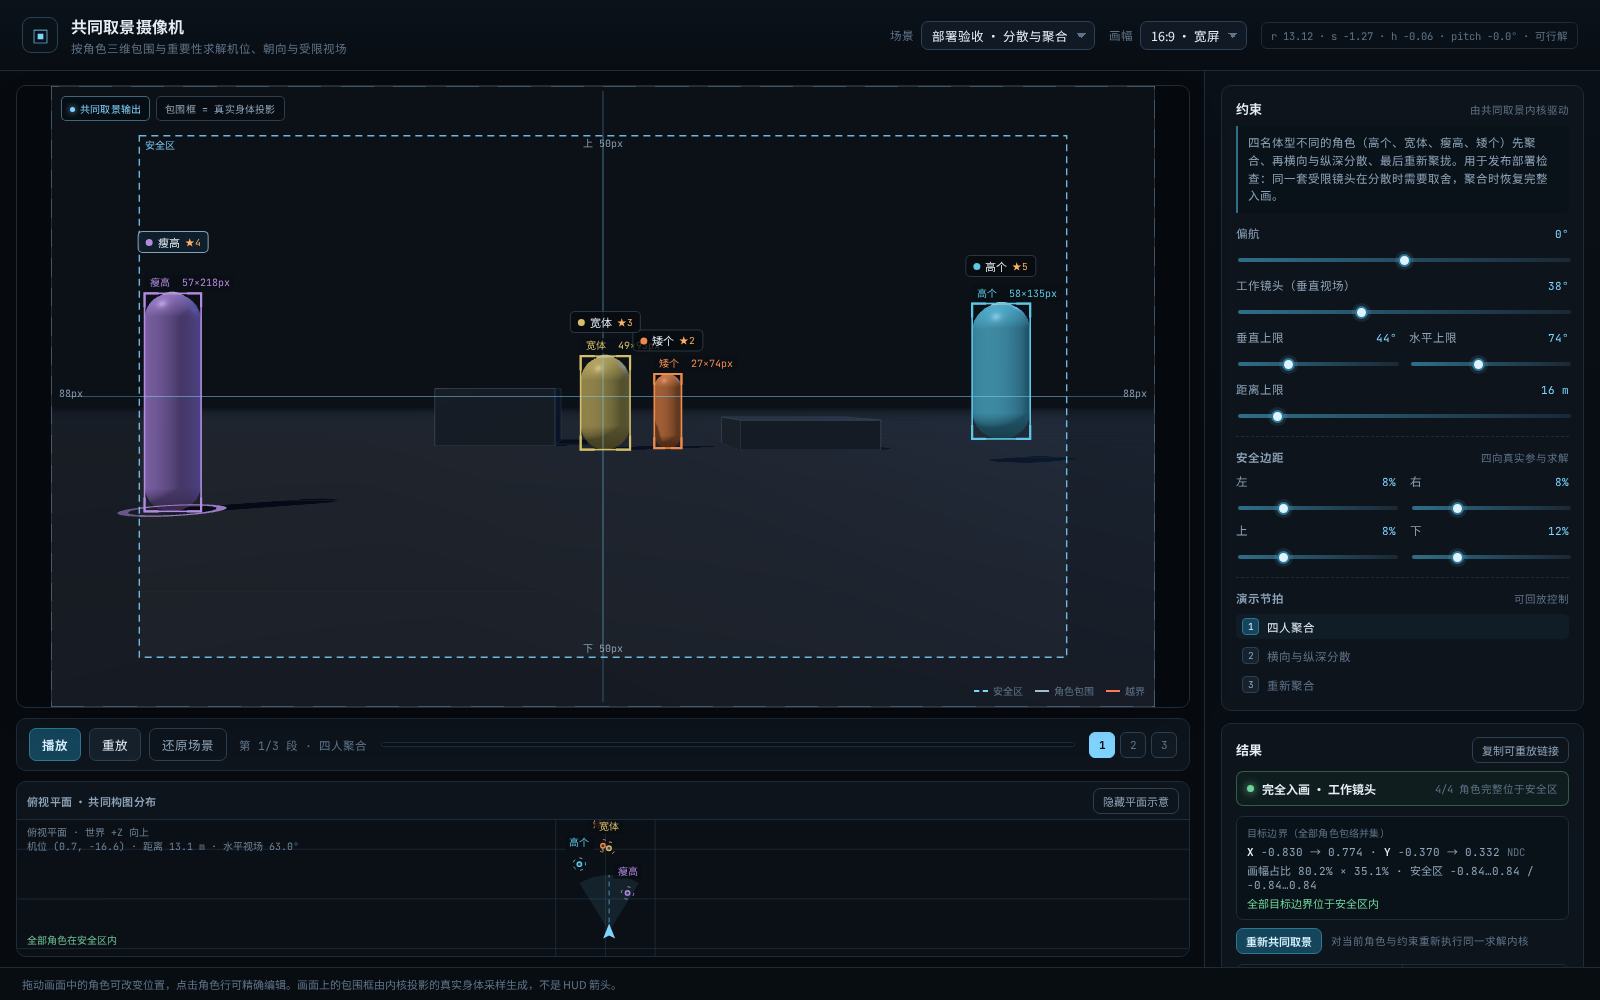 共同取景摄像机
按角色三维包围与重要性求解机位、朝向与受限视场
场景
部署验收 · 分散与聚合
画幅
16:9 · 宽屏
r 13.12 · s -1.27 · h -0.06 · pitch -0.0° · 可行解
共同取景输出
包围框 = 真实身体投影
安全区
上 50px
瘦高 ★4
瘦高 57×218px
高个 ★5
高个 58×135px
宽体 ★3
宽体 49×
矮个 ★2
矮个 27×74px
88px
88px
下 50px
安全区
角色包围
越界
播放
重放
还原场景
第 1/3 段 · 四人聚合
1
2
3
俯视平面 · 共同构图分布
隐藏平面示意
俯视平面 · 世界 +Z 向上
机位 (0.7, -16.6) · 距离 13.1 m · 水平视场 63.0°
宽体
高个
瘦高
全部角色在安全区内
约束
由共同取景内核驱动
四名体型不同的角色（高个、宽体、瘦高、矮个）先聚
合、再横向与纵深分散、最后重新聚拢。用于发布部署检
查：同一套受限镜头在分散时需要取舍，聚合时恢复完整
入画。
偏航
0°
工作镜头（垂直视场）
38°
垂直上限
44°
水平上限
74°
距离上限
16 m
安全边距
四向真实参与求解
左
8%
右
8%
上
8%
下
12%
演示节拍
可回放控制
1 四人聚合
2 横向与纵深分散
3 重新聚合
结果
复制可重放链接
完全入画 · 工作镜头
4/4 角色完整位于安全区
目标边界（全部角色包络并集）
X -0.830 → 0.774 · Y -0.370 → 0.332 NDC
画幅占比 80.2% × 35.1% · 安全区 -0.84…0.84 /
-0.84…0.84
全部目标边界位于安全区内
重新共同取景
对当前角色与约束重新执行同一求解内核
拖动画面中的角色可改变位置，点击角色行可精确编辑。画面上的包围框由内核投影的真实身体采样生成，不是 HUD 箭头。